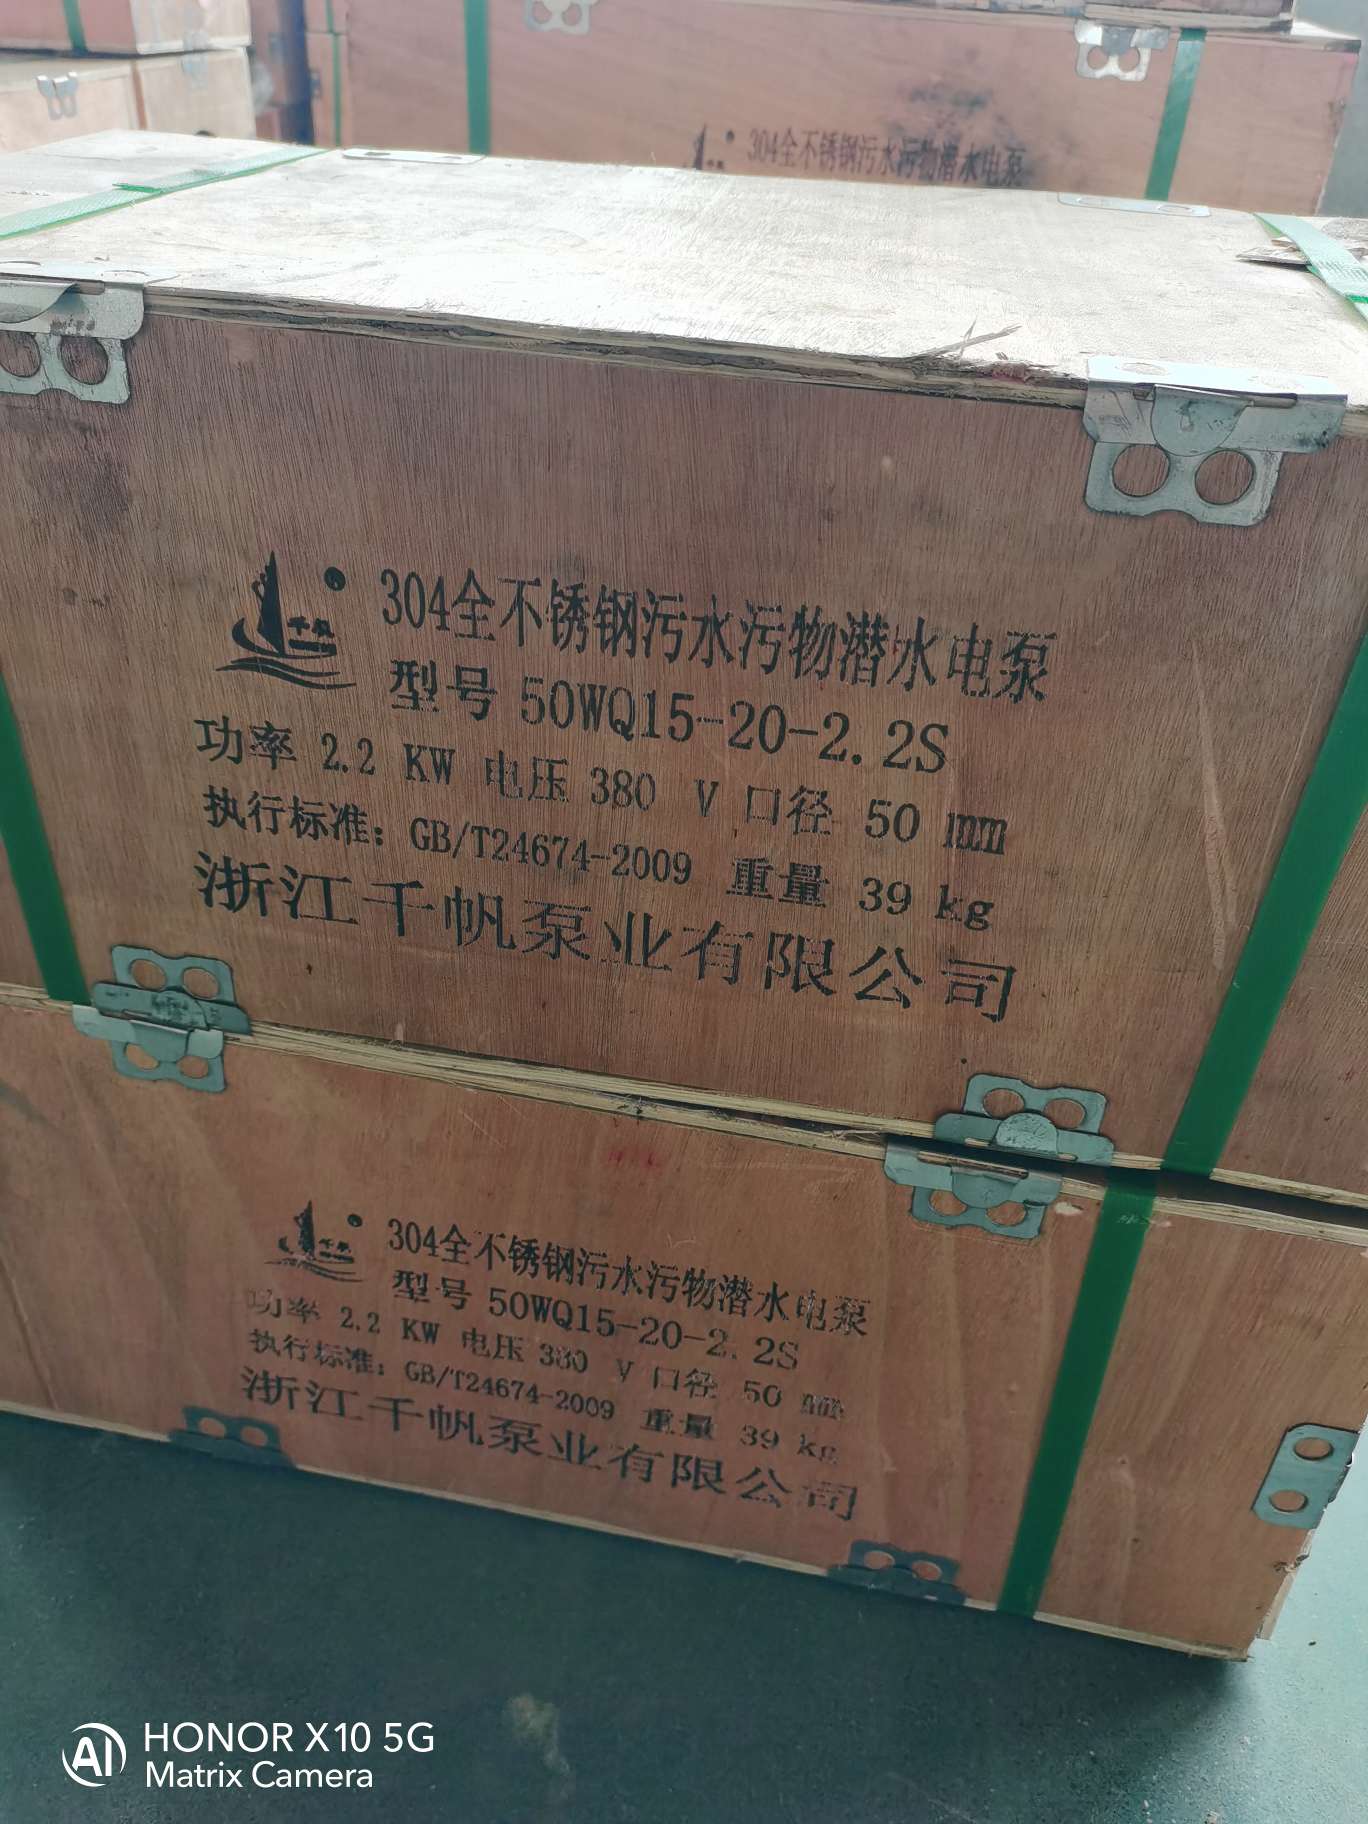 304全不锈钢污水污物潜水电泵
千帆
304全不锈钢污水污物潜水电泵
型号 50WQ15-20-2.2S
功率 2.2 KW 电压 380 V 口径 50 mm
执行标准: GB/T24674-2009 重量 39 kg
浙江千帆泵业有限公司
304全不锈钢污水污物潜水电泵
型号 50WQ15-20-2.2S
功率 2.2 KW 电压 380 V 口径 50 mm
执行标准: GB/T24674-2009 重量 39 kg
浙江千帆泵业有限公司
AI
HONOR X10 5G
Matrix Camera